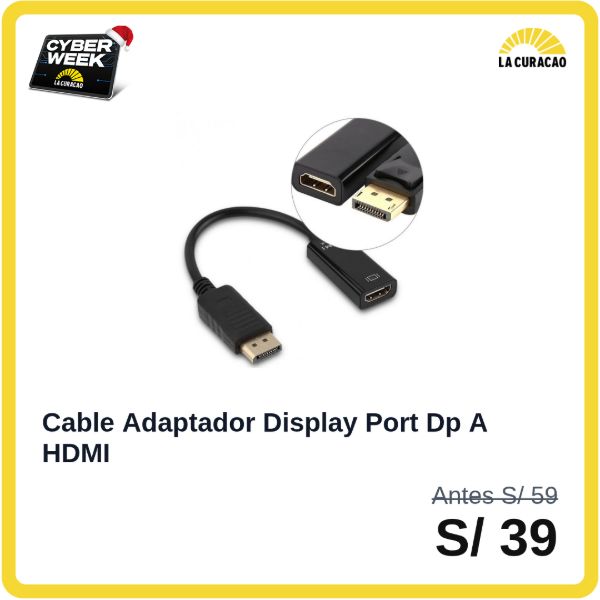 CYBER
WEEK
LA CURACAO
LA CURACAO
Cable Adaptador Display Port Dp A
HDMI
Antes S/ 59
S/ 39